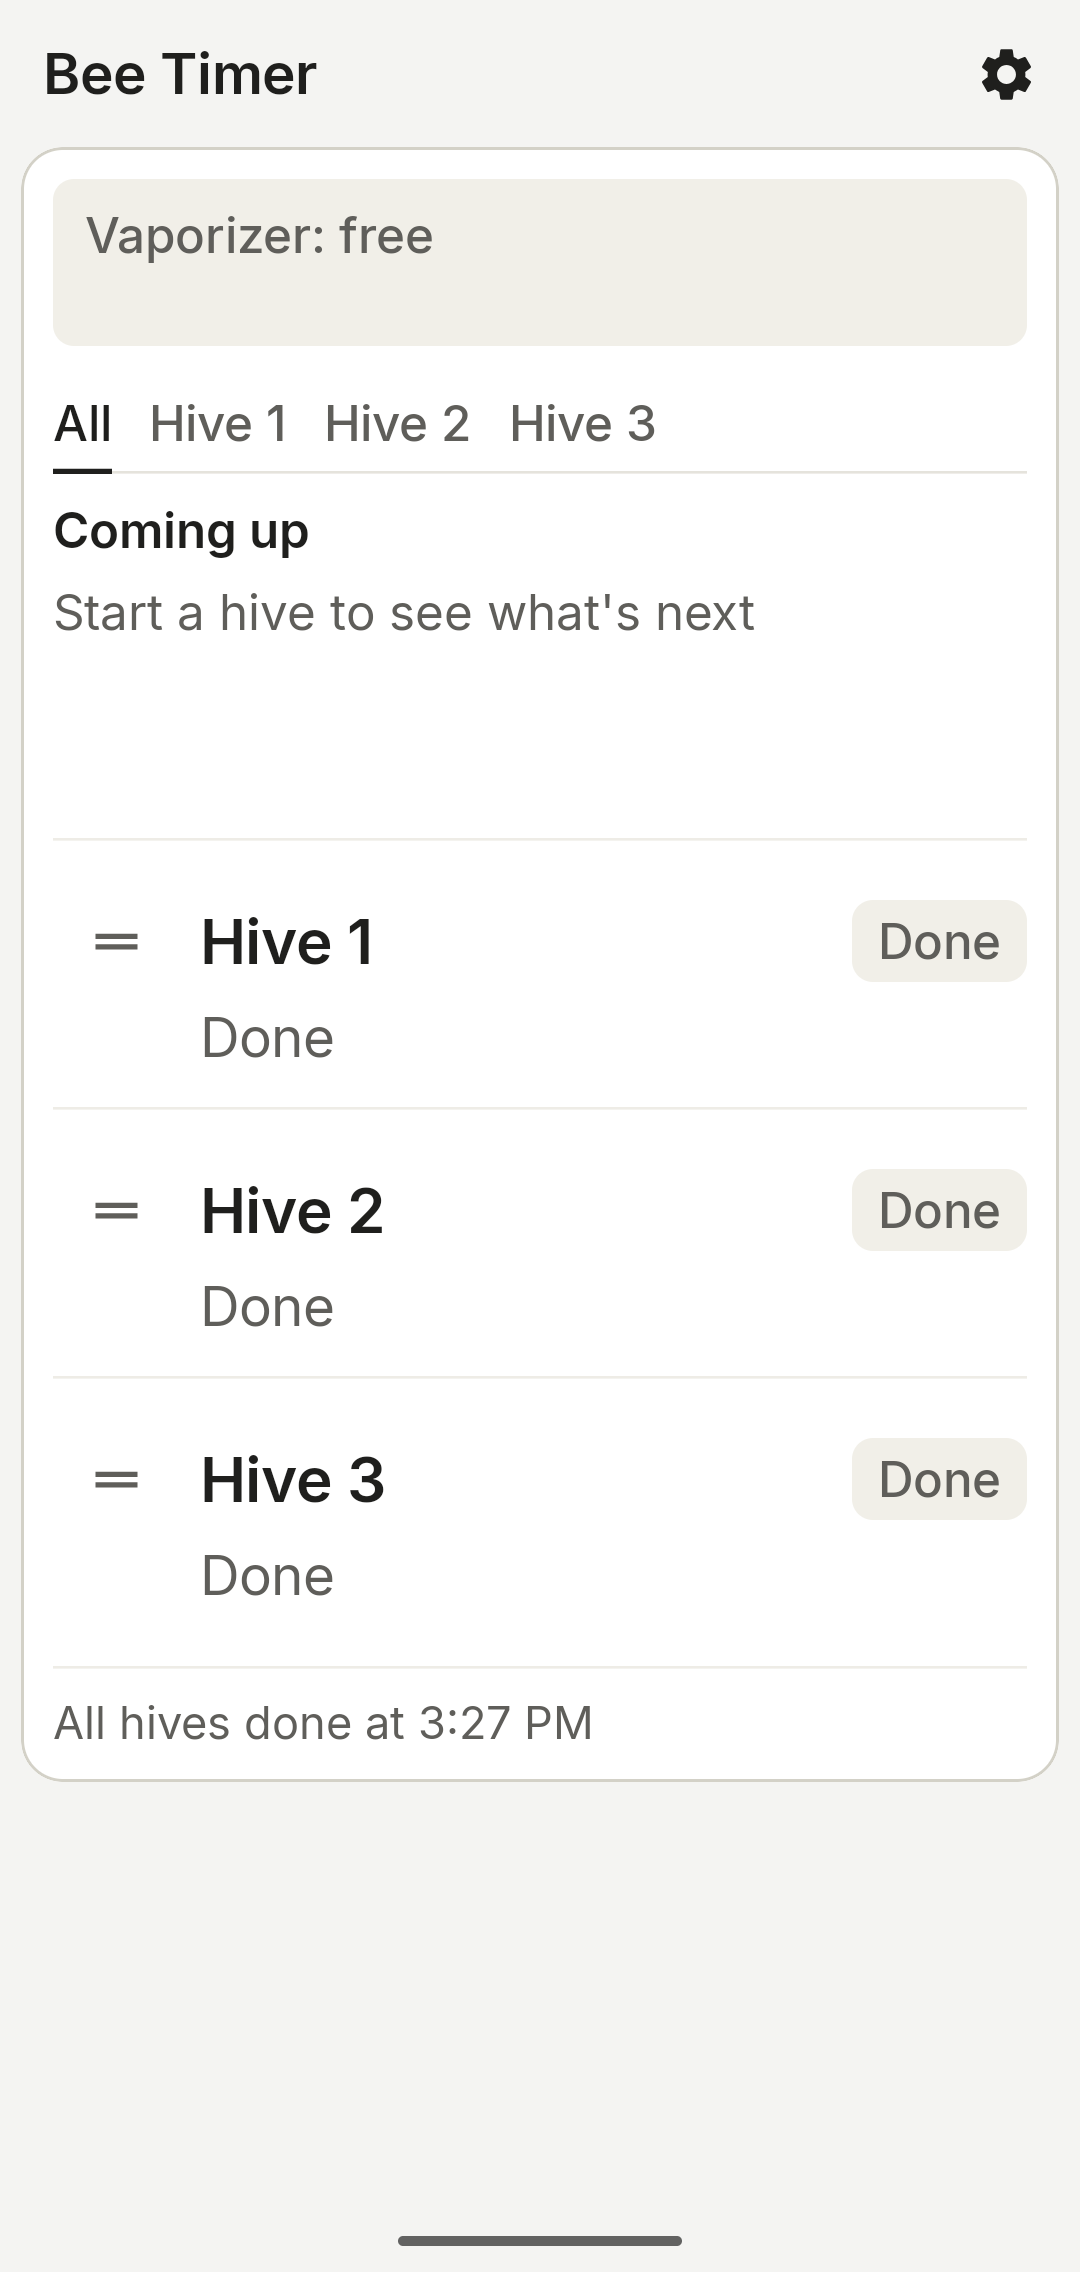 Bee Timer
Vaporizer: free
All Hive 1 Hive 2 Hive 3
Coming up
Start a hive to see what's next
Hive 1 Done
Done
Hive 2 Done
Done
Hive 3 Done
Done
All hives done at 3:27 PM